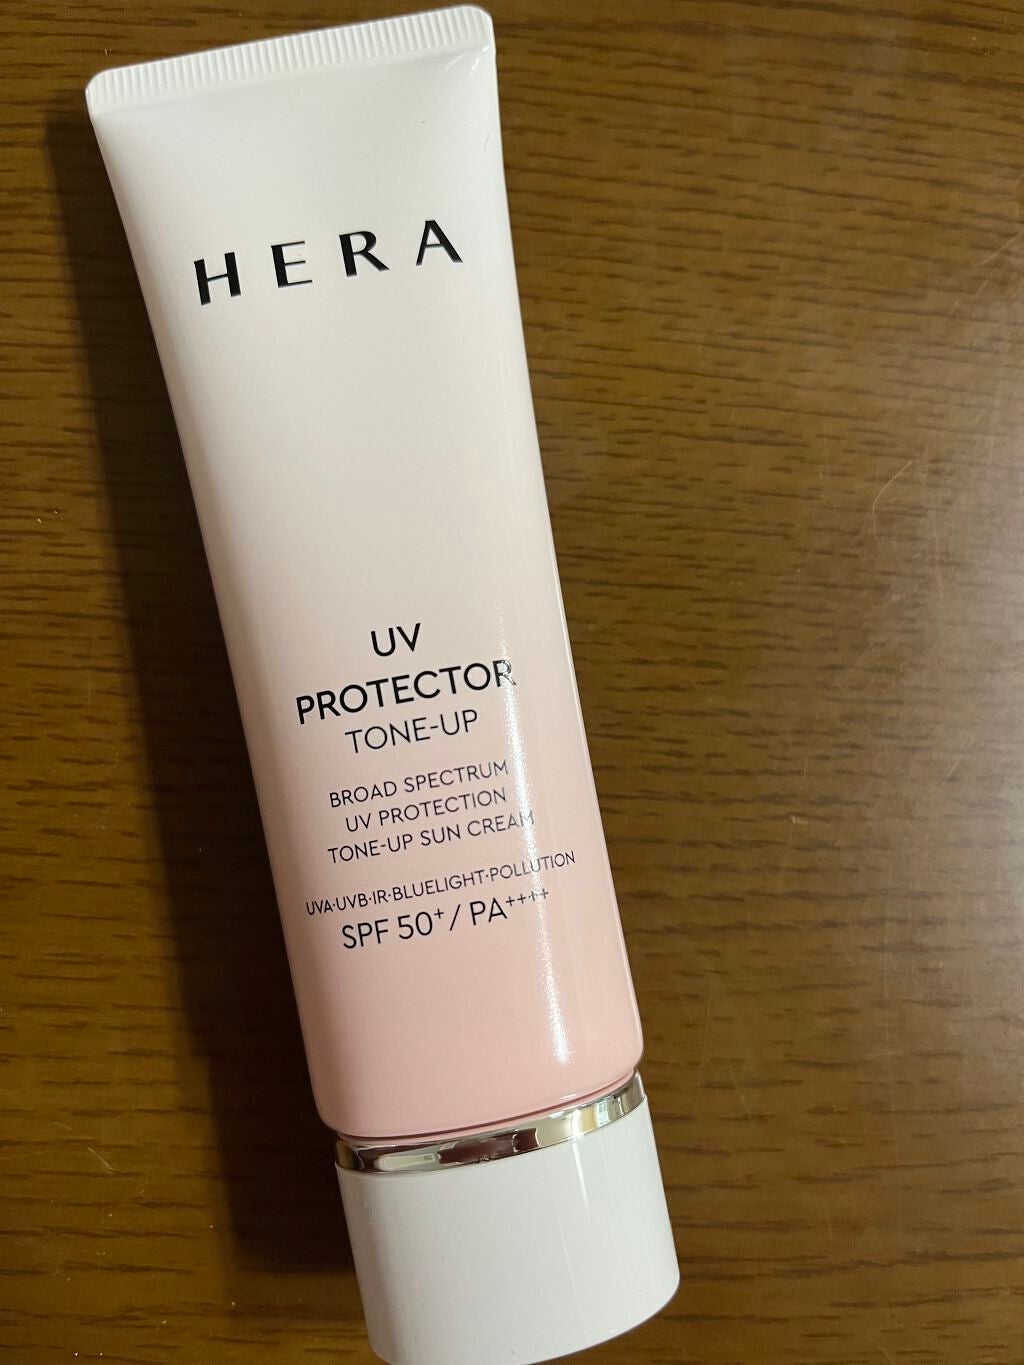 HERA
UV
PROTECTOR
TONE-UP
BROAD SPECTRUM
UV PROTECTION
TONE-UP SUN CREAM
UVA·UVB·IR·BLUELIGHT·POLLUTION
SPF 50⁺ / PA⁺⁺⁺⁺